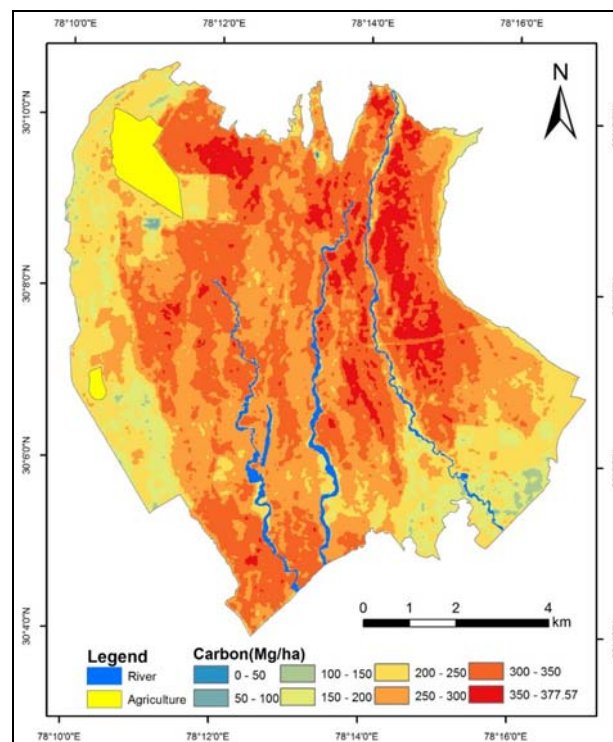 78°10'0"E 78°12'0"E 78°14'0"E 78°16'0"E
N
30°10'0"N
30°8'0"N
30°6'0"N
30°4'0"N
0 1 2 4
km
Legend
River
Agriculture
Carbon(Mg/ha)
0 - 50
50 - 100
100 - 150
150 - 200
200 - 250
250 - 300
300 - 350
350 - 377.57
78°10'0"E 78°12'0"E 78°14'0"E 78°16'0"E